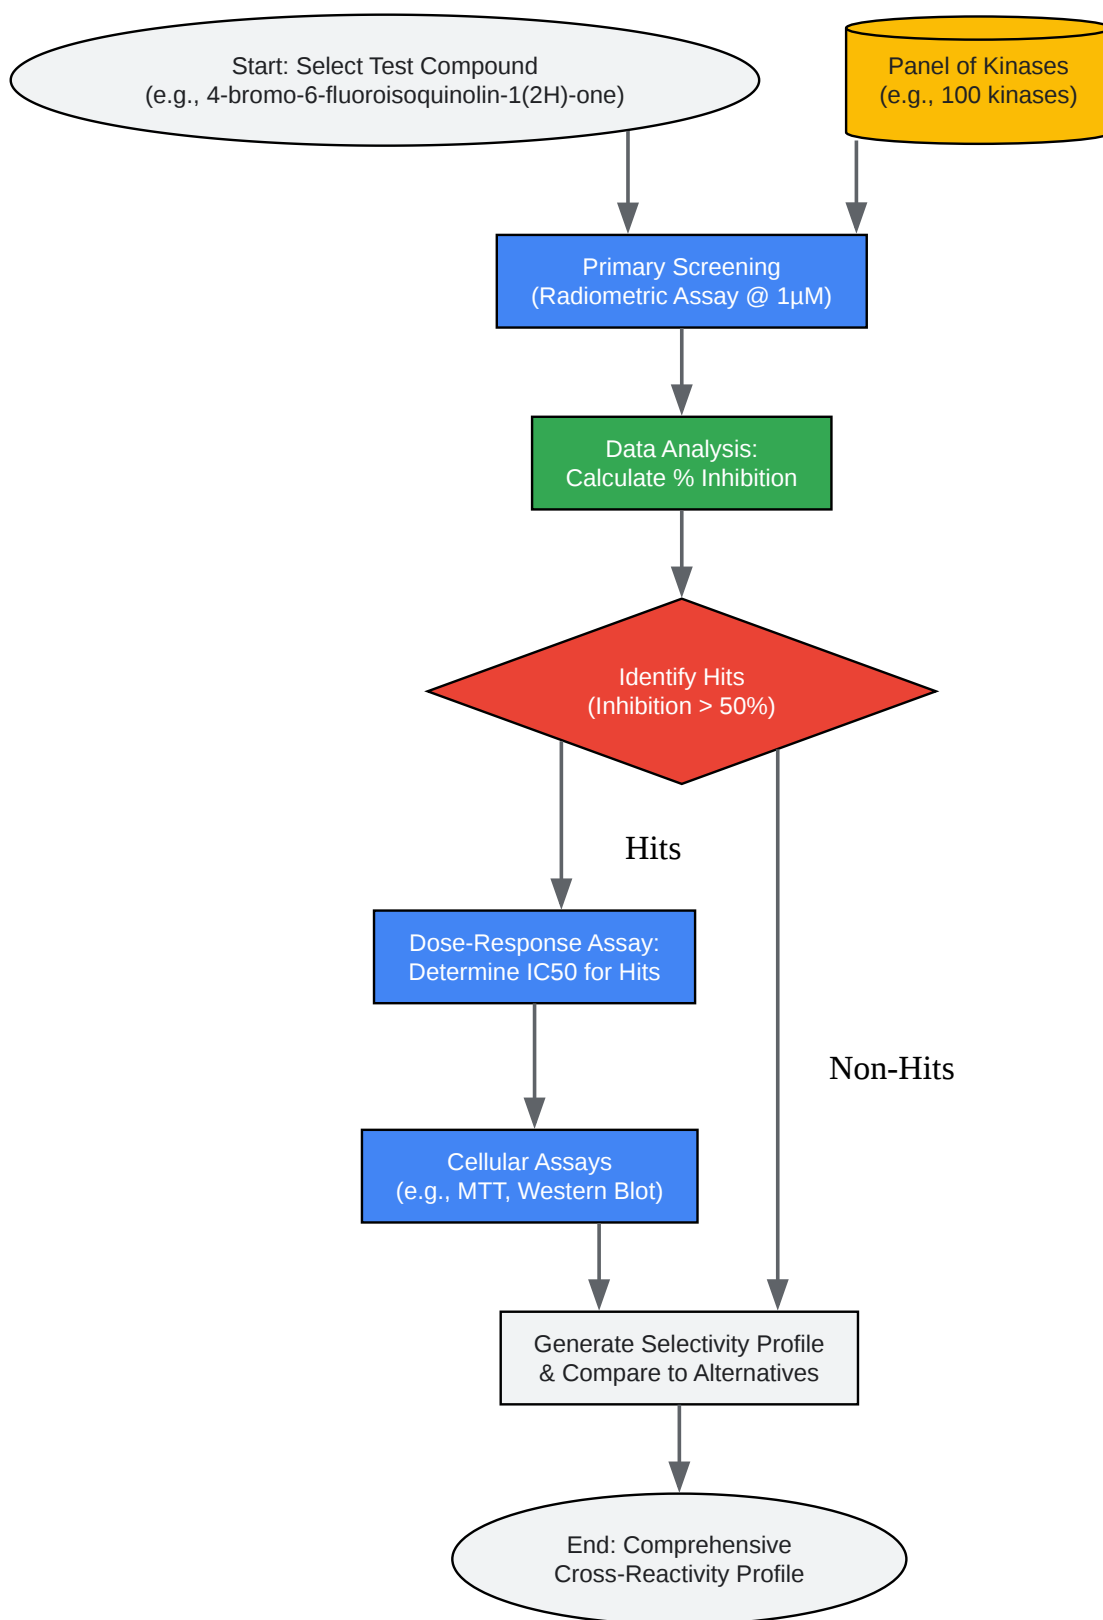 Start: Select Test Compound
(e.g., 4-bromo-6-fluoroisoquinolin-1(2H)-one)
Panel of Kinases
(e.g., 100 kinases)
Primary Screening
(Radiometric Assay @ 1µM)
Data Analysis:
Calculate % Inhibition
Identify Hits
(Inhibition > 50%)
Hits
Dose-Response Assay:
Determine IC50 for Hits
Non-Hits
Cellular Assays
(e.g., MTT, Western Blot)
Generate Selectivity Profile
& Compare to Alternatives
End: Comprehensive
Cross-Reactivity Profile